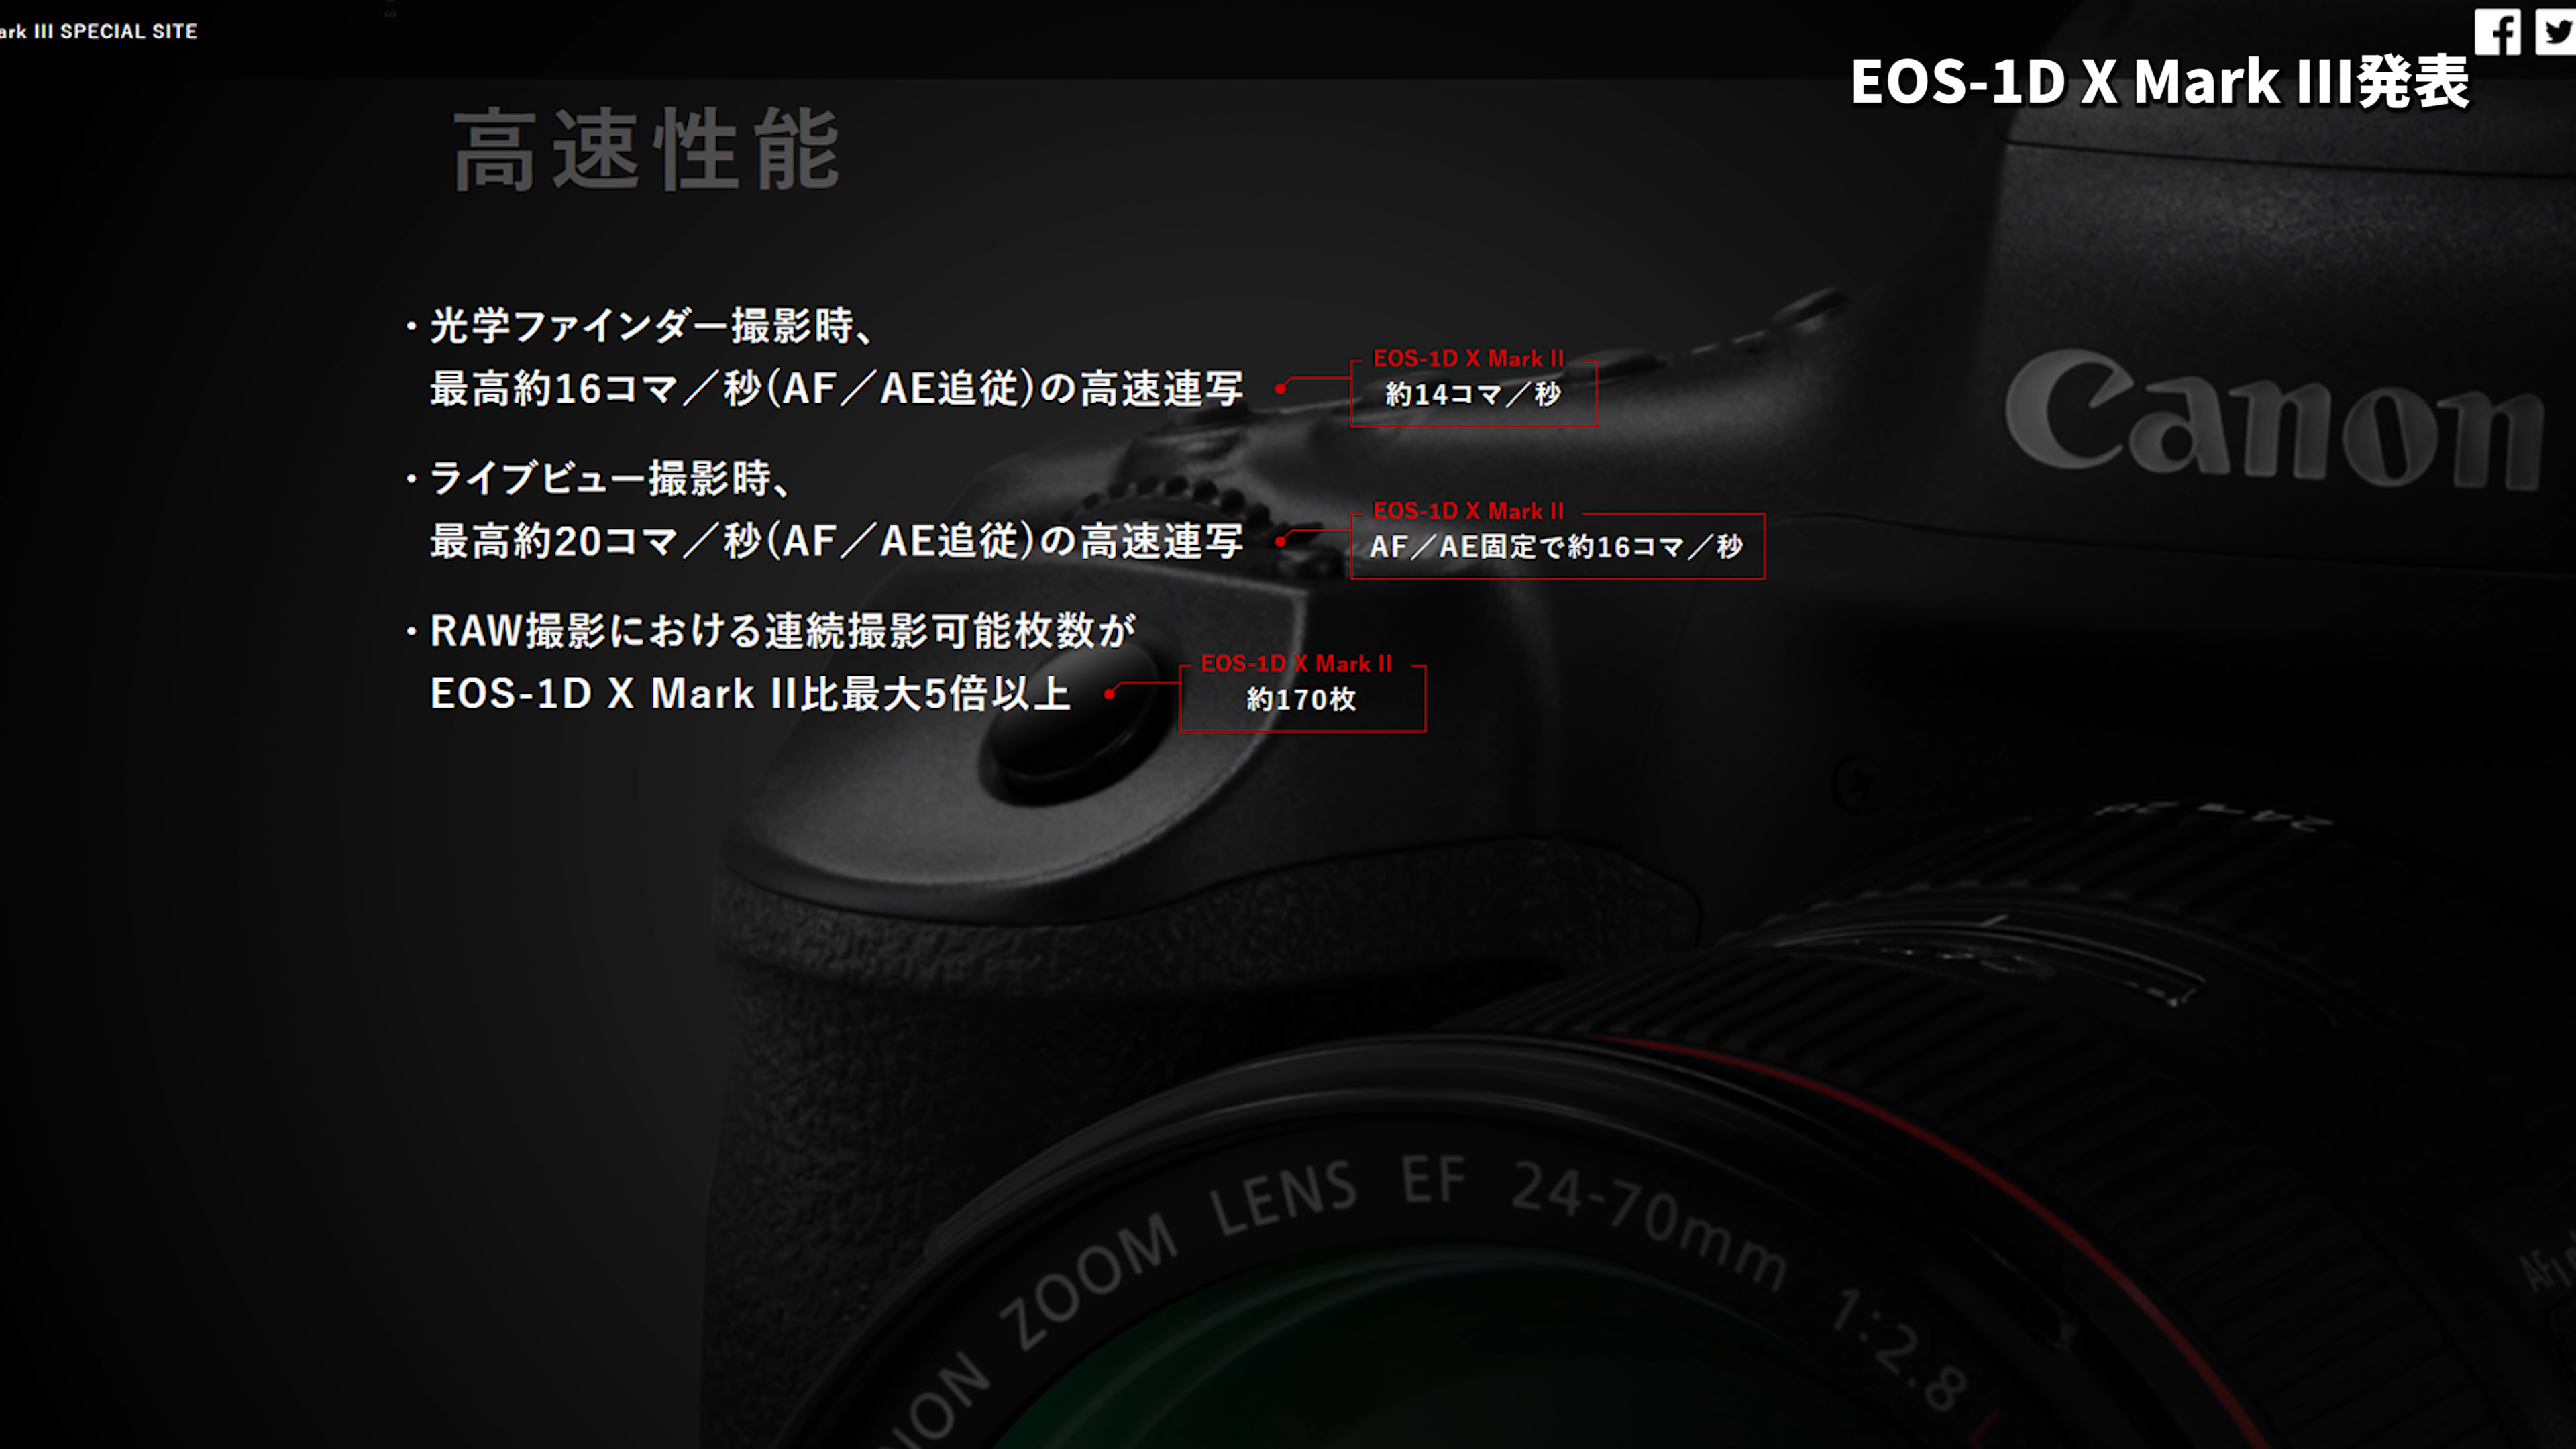 ark III SPECIAL SITE
EOS-1D X Mark III発表
高速性能
・光学ファインダー撮影時、
最高約16コマ／秒(AF／AE追従)の高速連写
EOS-1D X Mark II
約14コマ／秒
・ライブビュー撮影時、
最高約20コマ／秒(AF／AE追従)の高速連写
EOS-1D X Mark II
AF／AE固定で約16コマ／秒
・RAW撮影における連続撮影可能枚数が
EOS-1D X Mark II比最大5倍以上
EOS-1D X Mark II
約170枚
Canon
NON ZOOM LENS EF 24-70mm 1:2.8 L